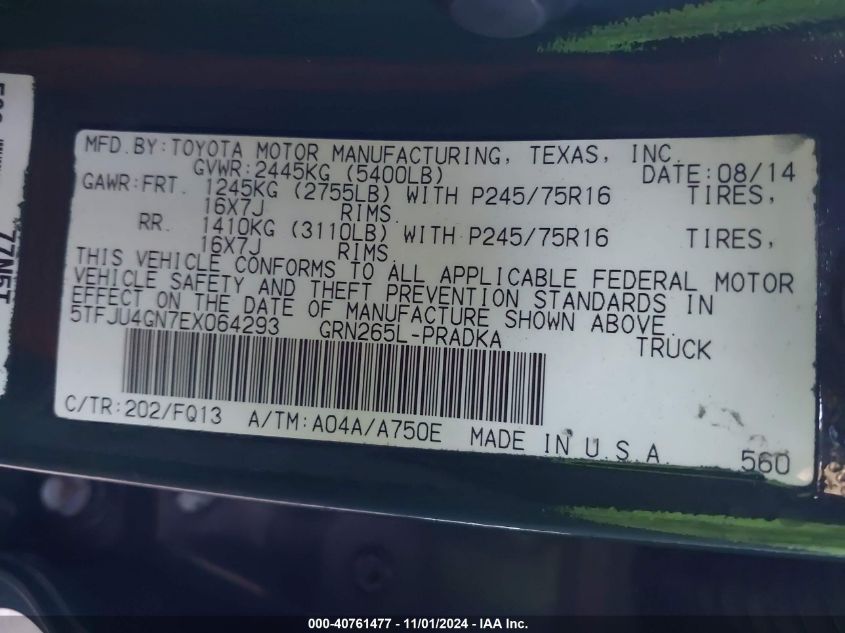 MFD. BY: TOYOTA MOTOR MANUFACTURING, TEXAS, INC.
GVWR: 2445KG (5400LB) DATE: 08/14
GAWR: FRT. 1245KG (2755LB) WITH P245/75R16 TIRES,
16X7J RIMS.
RR. 1410KG (3110LB) WITH P245/75R16 TIRES,
16X7J RIMS.
THIS VEHICLE CONFORMS TO ALL APPLICABLE FEDERAL MOTOR
VEHICLE SAFETY AND THEFT PREVENTION STANDARDS IN
EFFECT ON THE DATE OF MANUFACTURE SHOWN ABOVE.
5TFJU4GN7EX064293 GRN265L-PRADKA TRUCK
C/TR: 202/FQ13 A/TM: A04A/A750E MADE IN U.S.A.
560
77N5T
000-40761477 - 11/01/2024 - IAA Inc.